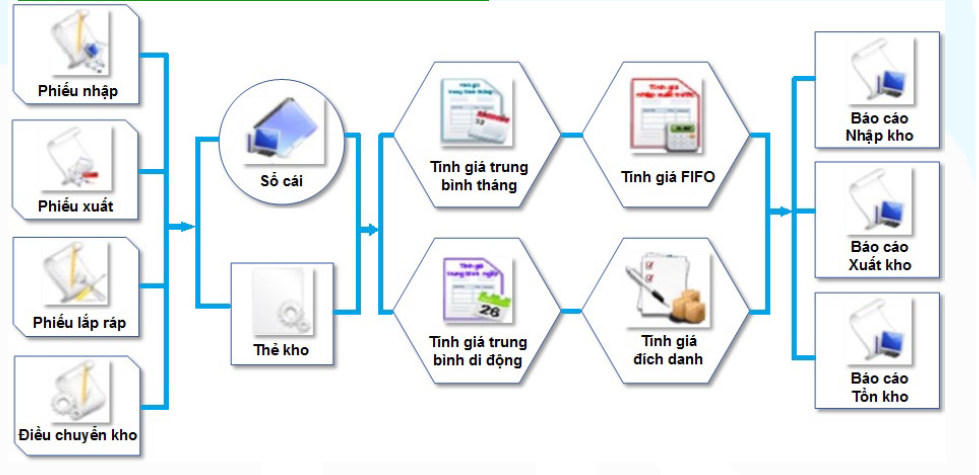 Phiếu nhập
Phiếu xuất
Phiếu lắp ráp
Điều chuyển kho
Sổ cái
Thẻ kho
Tính giá trung
bình tháng
Tính giá FIFO
Tính giá trung
bình di động
26
Tính giá
đích danh
Báo cáo
Nhập kho
Báo cáo
Xuất kho
Báo cáo
Tồn kho